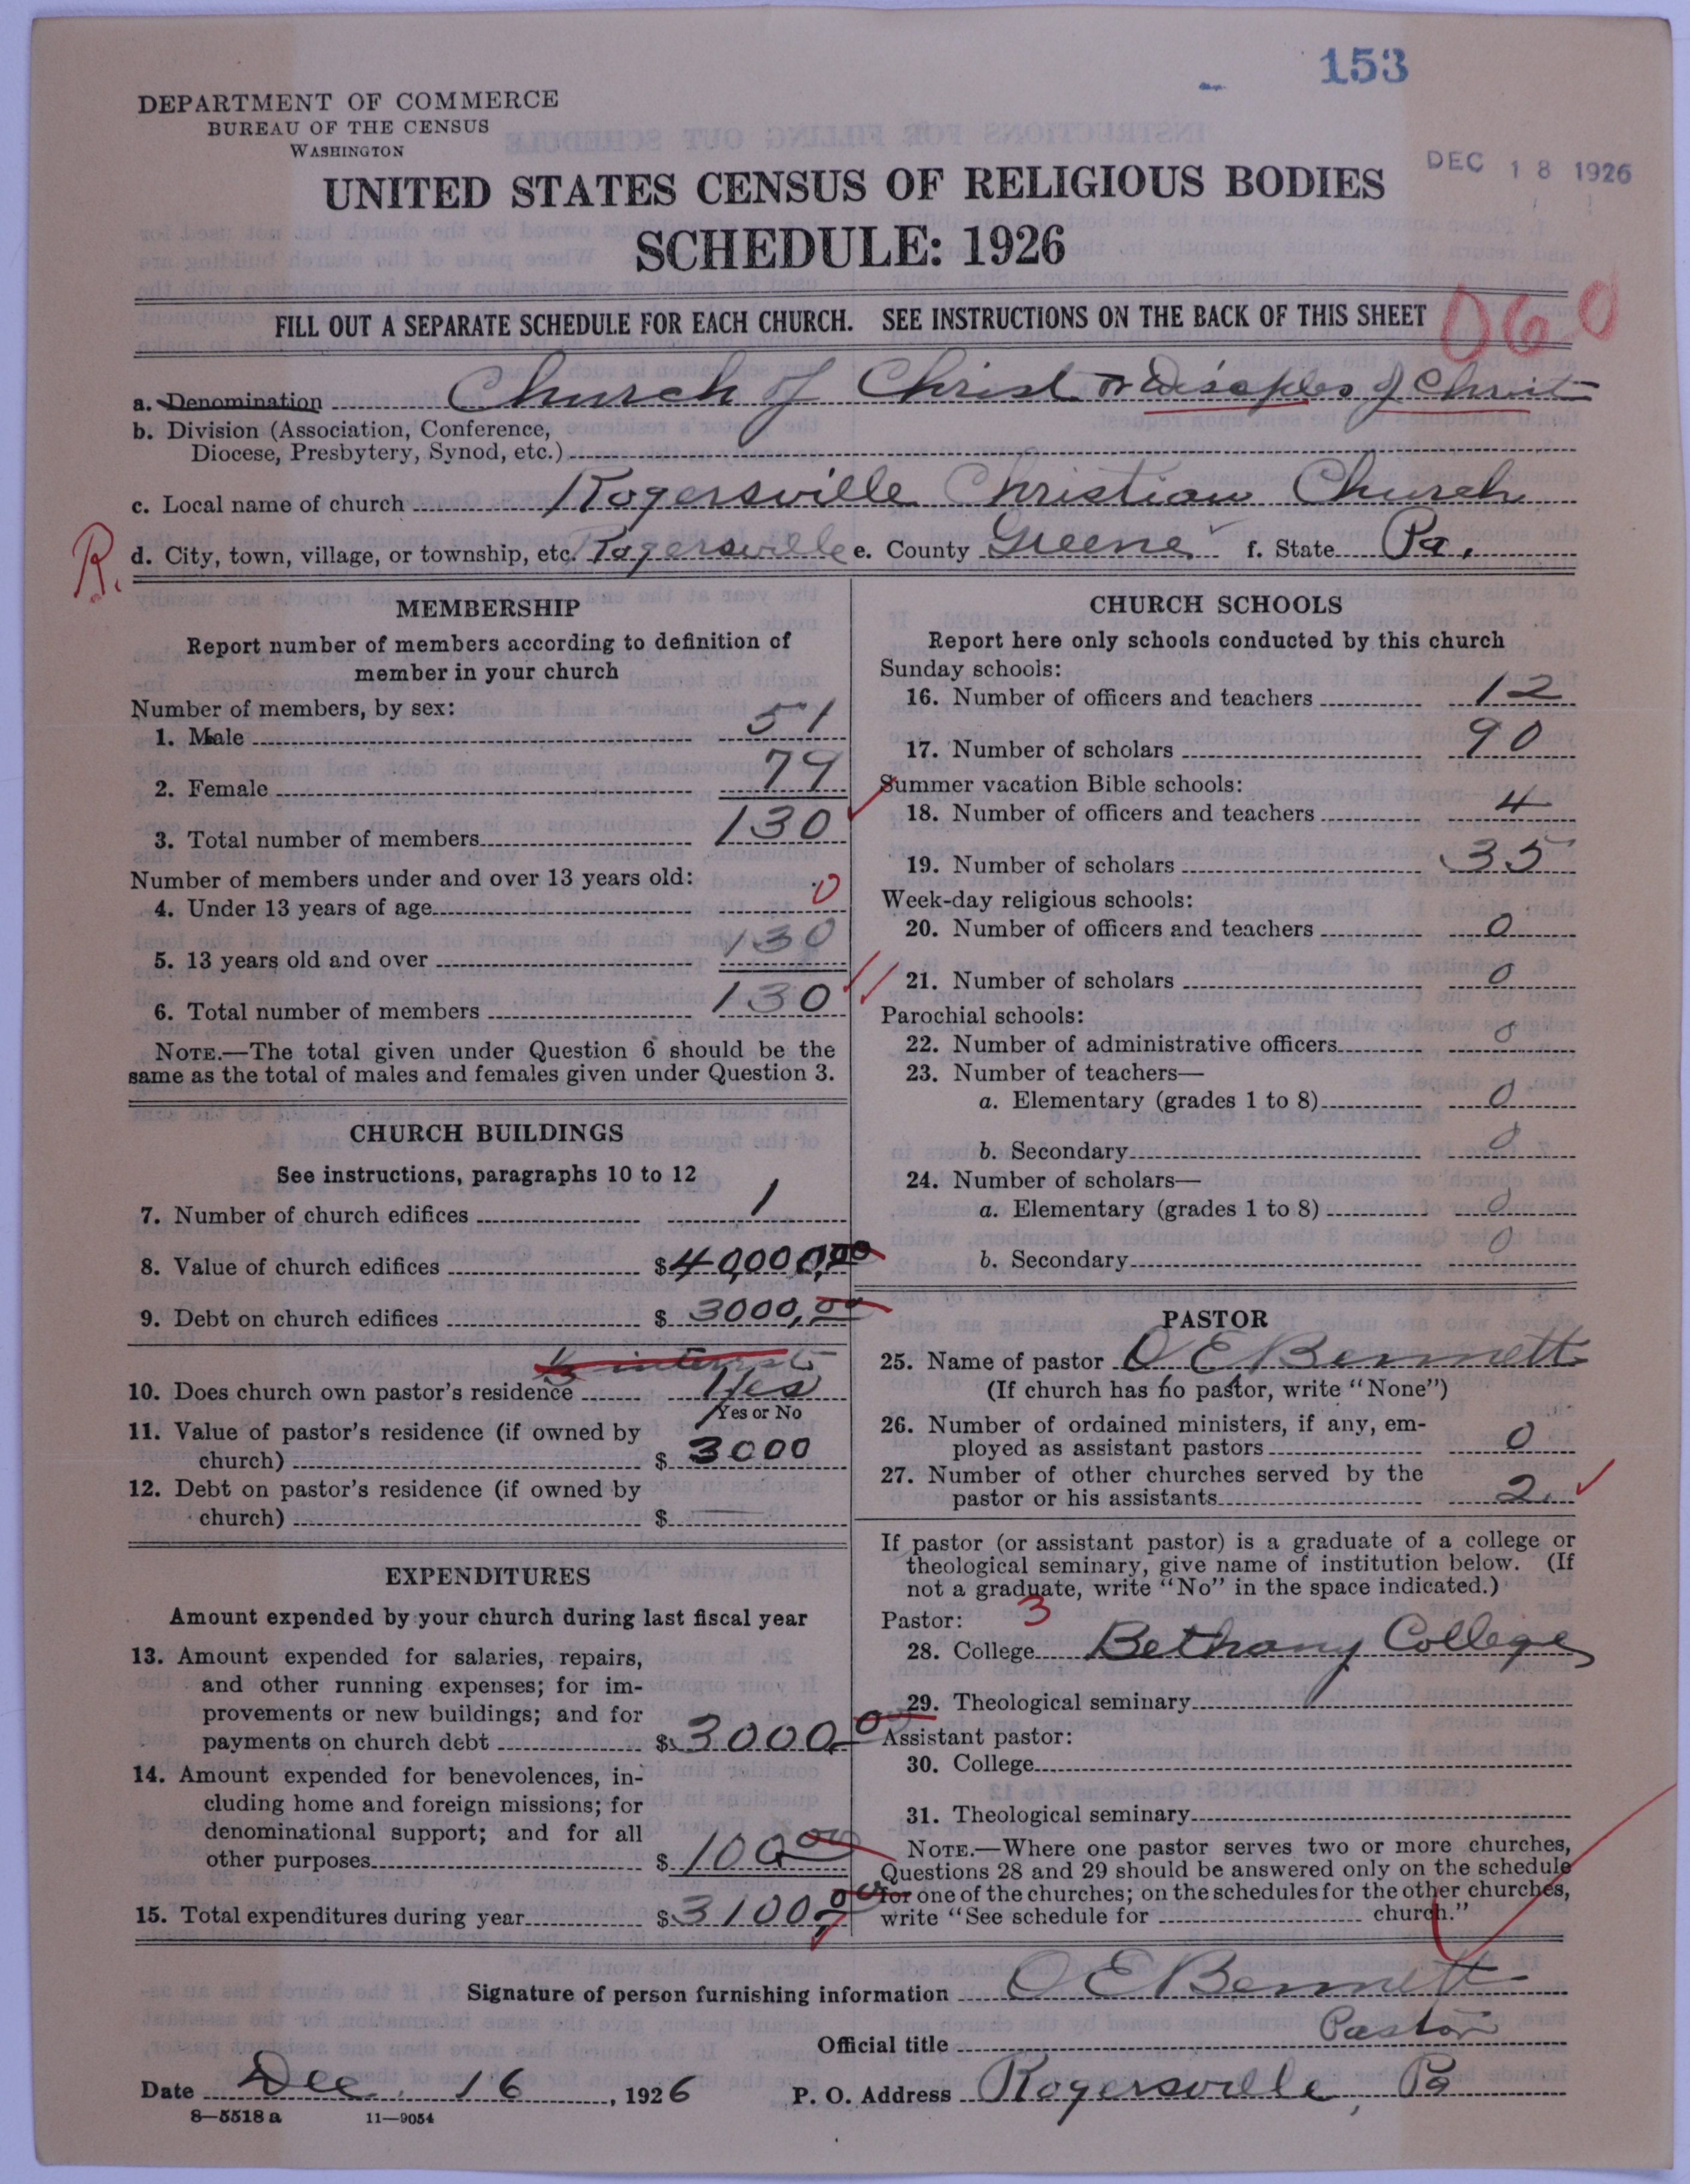 153
DEPARTMENT OF COMMERCE
BUREAU OF THE CENSUS
WASHINGTON
DEC 18 1926
UNITED STATES CENSUS OF RELIGIOUS BODIES
SCHEDULE: 1926
FILL OUT A SEPARATE SCHEDULE FOR EACH CHURCH. SEE INSTRUCTIONS ON THE BACK OF THIS SHEET
060
a. Denomination Church of Christ or Disciples of Christ
b. Division (Association, Conference,
Diocese, Presbytery, Synod, etc.)
c. Local name of church Rogersville Christian Church
R. d. City, town, village, or township, etc. Rogersville e. County Greene f. State Pa.
MEMBERSHIP
Report number of members according to definition of
member in your church
Number of members, by sex:
1. Male 51
2. Female 79
3. Total number of members 130
Number of members under and over 13 years old:
4. Under 13 years of age 0
5. 13 years old and over 130
6. Total number of members 130
NOTE.—The total given under Question 6 should be the
same as the total of males and females given under Question 3.
CHURCH BUILDINGS
See instructions, paragraphs 10 to 12
7. Number of church edifices 1
8. Value of church edifices $40,000.00
9. Debt on church edifices $ 3000.00
½ interest
10. Does church own pastor's residence Yes
Yes or No
11. Value of pastor's residence (if owned by
church) $ 3000
12. Debt on pastor's residence (if owned by
church) $
EXPENDITURES
Amount expended by your church during last fiscal year
13. Amount expended for salaries, repairs,
and other running expenses; for im-
provements or new buildings; and for
payments on church debt $ 3000.00
14. Amount expended for benevolences, in-
cluding home and foreign missions; for
denominational support; and for all
other purposes $ 100.00
15. Total expenditures during year $ 3100.00
CHURCH SCHOOLS
Report here only schools conducted by this church
Sunday schools:
16. Number of officers and teachers 12
17. Number of scholars 90
Summer vacation Bible schools:
18. Number of officers and teachers 4
19. Number of scholars 35
Week-day religious schools:
20. Number of officers and teachers 0
21. Number of scholars 0
Parochial schools:
22. Number of administrative officers 0
23. Number of teachers—
a. Elementary (grades 1 to 8) 0
b. Secondary 0
24. Number of scholars—
a. Elementary (grades 1 to 8) 0
b. Secondary 0
PASTOR
25. Name of pastor O E Bennett
(If church has no pastor, write "None")
26. Number of ordained ministers, if any, em-
ployed as assistant pastors 0
27. Number of other churches served by the
pastor or his assistants 2
If pastor (or assistant pastor) is a graduate of a college or
theological seminary, give name of institution below. (If
not a graduate, write "No" in the space indicated.)
Pastor: 3
28. College Bethany College
29. Theological seminary
Assistant pastor:
30. College
31. Theological seminary
NOTE.—Where one pastor serves two or more churches,
Questions 28 and 29 should be answered only on the schedule
for one of the churches; on the schedules for the other churches,
write "See schedule for church."
Signature of person furnishing information O E Bennett
Official title Pastor
Date Dec. 16, 1926 P. O. Address Rogersville, Pa
8—5518 a 11—9054